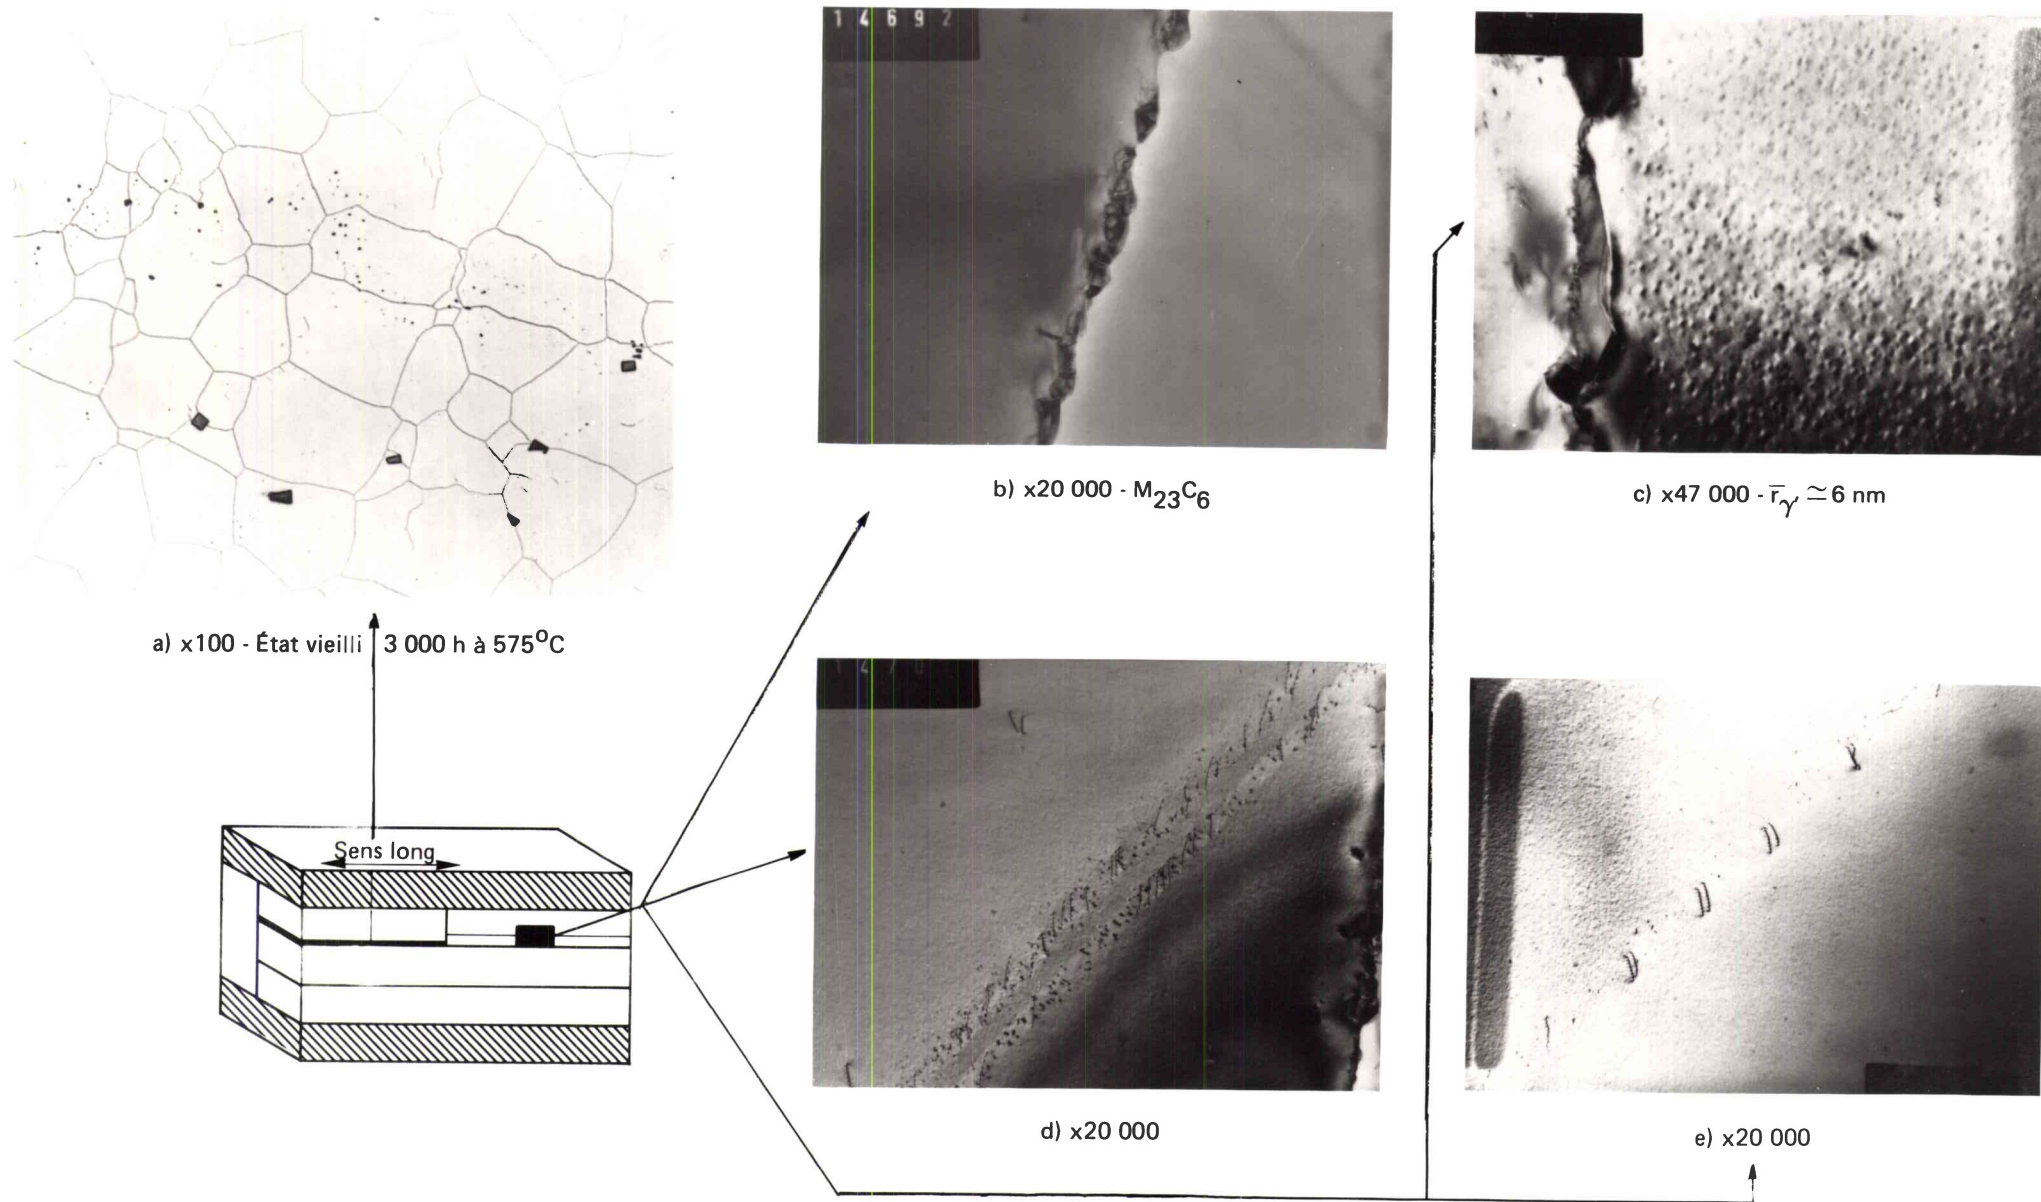 1 4 6 9 2
b) x20 000 - M23C6
c) x47 000 - r̅γ' ≃ 6 nm
a) x100 - État vieilli 3 000 h à 575°C
Sens long
d) x20 000
e) x20 000